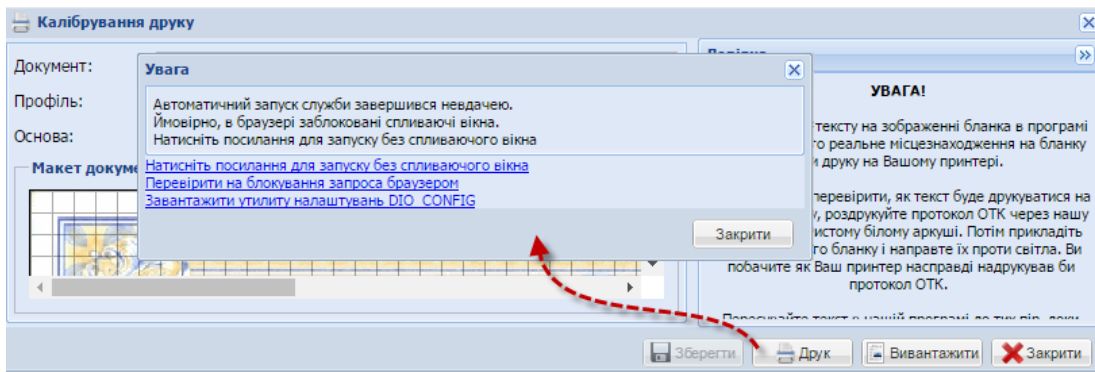 Калібрування друку
Документ:
Профіль:
Основа:
Макет докуме
Увага
Автоматичний запуск служби завершився невдачею.
Ймовірно, в браузері заблоковані спливаючі вікна.
Натисніть посилання для запуску без спливаючого вікна
Натисніть посилання для запуску без спливаючого вікна
Перевірити на блокування запроса браузером
Завантажити утилиту налаштувань DIO_CONFIG
Закрити
УВАГА!
тексту на зображенні бланка в програмі
го реальне місцезнаходження на бланку
и друку на Вашому принтері.
перевірити, як текст буде друкуватися на
у, роздрукуйте протокол ОТК через нашу
истому білому аркуші. Потім прикладіть
го бланку і направте їх проти світла. Ви
побачите як Ваш принтер насправді надрукував би
протокол ОТК.
Зберегти
Друк
Вивантажити
Закрити